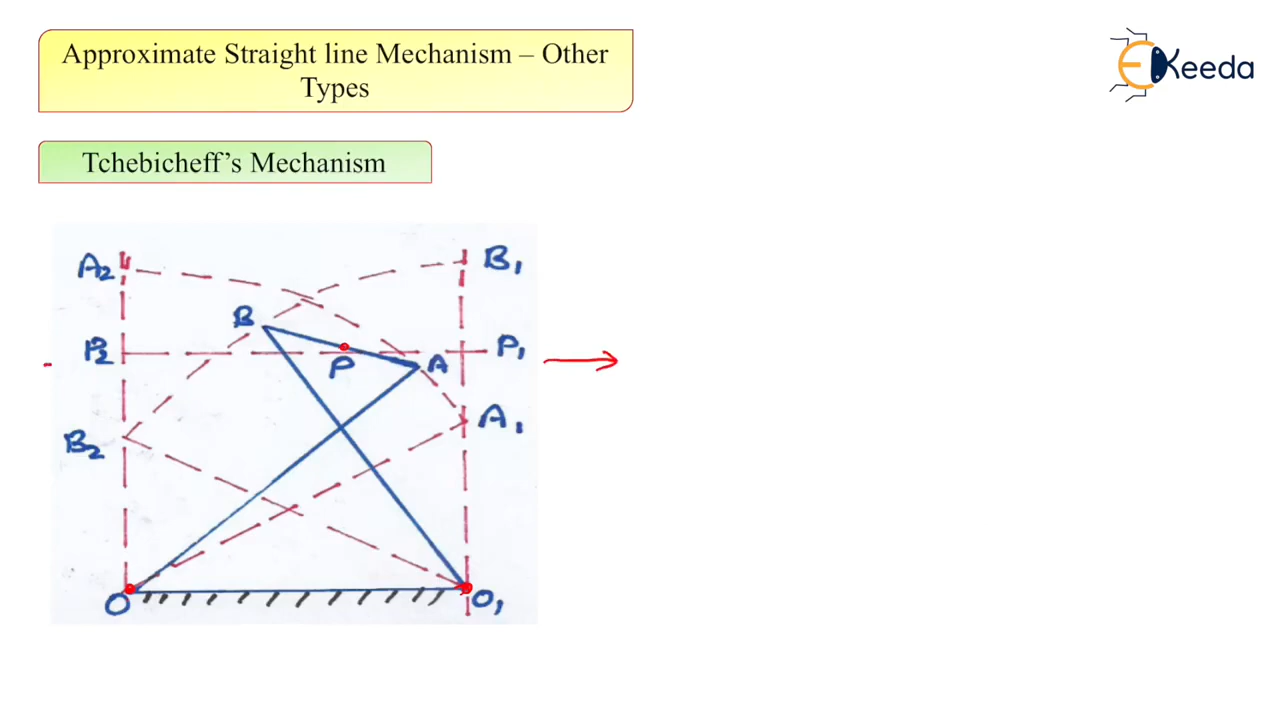 Approximate Straight line Mechanism – Other
Types
EKeeda
Tchebicheff's Mechanism
A2
B1
B
P2
P
A
P1
B2
A1
O
O1